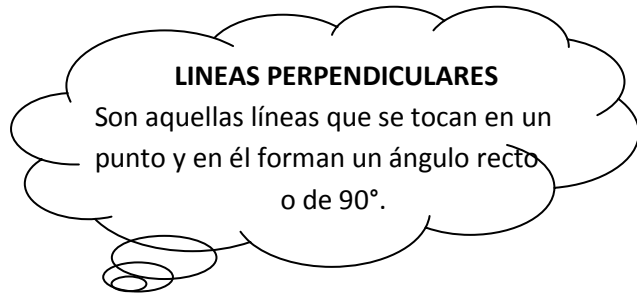 LINEAS PERPENDICULARES
Son aquellas líneas que se tocan en un
punto y en él forman un ángulo recto
o de 90°.